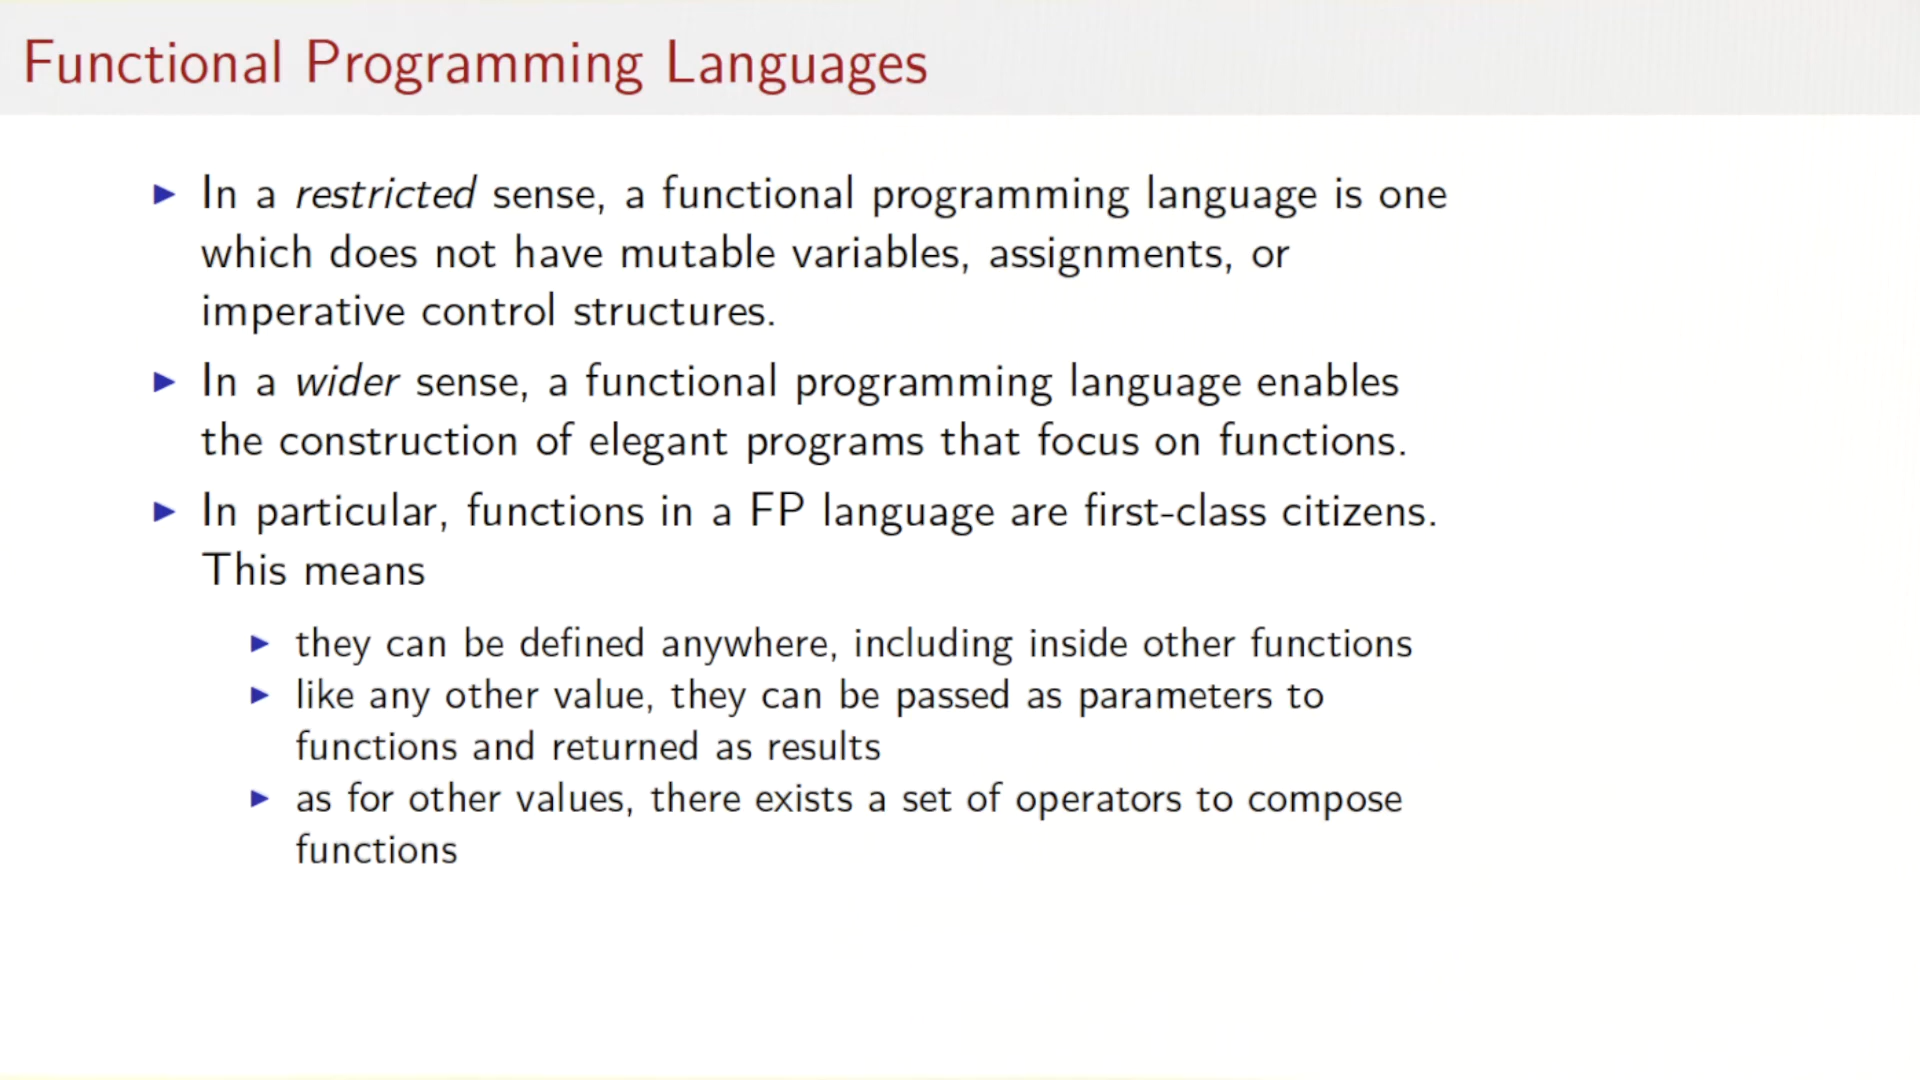 Functional Programming Languages
In a restricted sense, a functional programming language is one
which does not have mutable variables, assignments, or
imperative control structures.
In a wider sense, a functional programming language enables
the construction of elegant programs that focus on functions.
In particular, functions in a FP language are first-class citizens.
This means
they can be defined anywhere, including inside other functions
like any other value, they can be passed as parameters to
functions and returned as results
as for other values, there exists a set of operators to compose
functions